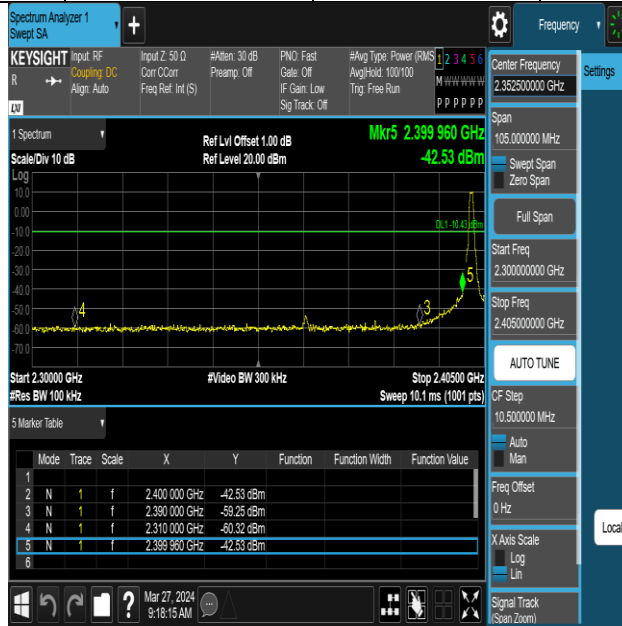 Spectrum Analyzer 1
Swept SA
Frequency
KEYSIGHT
R
Input: RF
Coupling: DC
Align: Auto
Input Z: 50 Ω
Corr CCorr
Freq Ref: Int (S)
#Atten: 30 dB
Preamp: Off
PNO: Fast
Gate: Off
IF Gain: Low
Sig Track: Off
#Avg Type: Power (RMS
Avg|Hold: 100/100
Trig: Free Run
1 2 3 4 5 6
M W W W W W
P P P P P P
LXI
1 Spectrum
Scale/Div 10 dB
Ref Lvl Offset 1.00 dB
Ref Level 20.00 dBm
Mkr5 2.399 960 GHz
-42.53 dBm
Log
10.0
0.00
-10.0
-20.0
-30.0
-40.0
-50.0
-60.0
-70.0
DL1 -10.43 dBm
5
4
3
Start 2.30000 GHz
#Res BW 100 kHz
#Video BW 300 kHz
Stop 2.40500 GHz
Sweep 10.1 ms (1001 pts)
5 Marker Table
Mode Trace Scale X Y Function Function Width Function Value
1
2 N 1 f 2.400 000 GHz -42.53 dBm
3 N 1 f 2.390 000 GHz -59.25 dBm
4 N 1 f 2.310 000 GHz -60.32 dBm
5 N 1 f 2.399 960 GHz -42.53 dBm
6
?
Mar 27, 2024
9:18:15 AM
Center Frequency
2.352500000 GHz
Settings
Span
105.000000 MHz
Swept Span
Zero Span
Full Span
Start Freq
2.300000000 GHz
Stop Freq
2.405000000 GHz
AUTO TUNE
CF Step
10.500000 MHz
Auto
Man
Freq Offset
0 Hz
Local
X Axis Scale
Log
Lin
Signal Track
(Span Zoom)